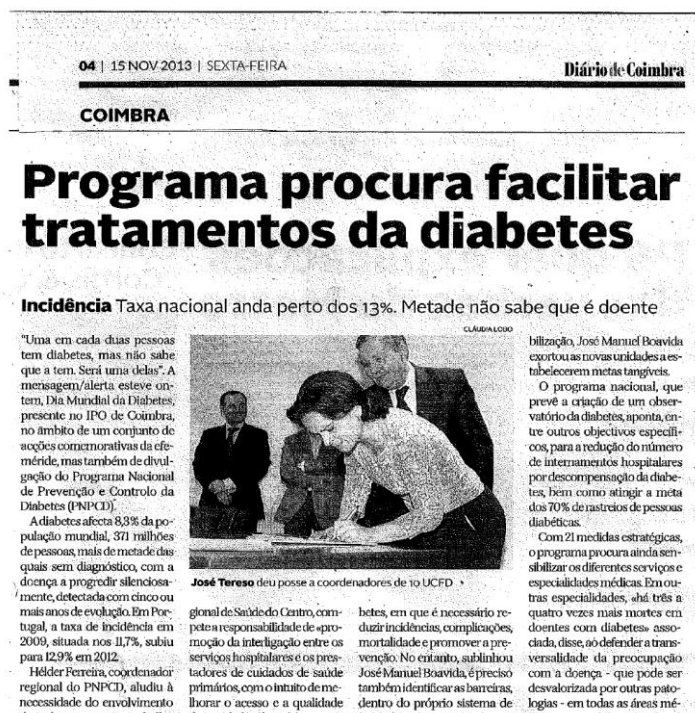 04 | 15 NOV 2013 | SEXTA-FEIRA
Diário de Coimbra
COIMBRA
Programa procura facilitar
tratamentos da diabetes
Incidência Taxa nacional anda perto dos 13%. Metade não sabe que é doente
CLÁUDIA LOBO
"Uma em cada duas pessoas
tem diabetes, mas não sabe
que a tem. Será uma delas". A
mensagem/alerta esteve on-
tem, Dia Mundial da Diabetes,
presente no IPO de Coimbra,
no âmbito de um conjunto de
acções comemorativas da efe-
méride, mas também de divul-
gação do Programa Nacional
de Prevenção e Controlo da
Diabetes (PNPCD).
A diabetes afecta 8,3% da po-
pulação mundial, 371 milhões
de pessoas, mais de metade das
quais sem diagnóstico, com a
doença a progredir silenciosa-
mente, detectada com cinco ou
mais anos de evolução. Em Por-
tugal, a taxa de incidência em
2009, situada nos 11,7%, subiu
para 12,9% em 2012.
Hélder Ferreira, coordenador
regional do PNPCD, aludiu à
necessidade do envolvimento
José Tereso deu posse a coordenadores de 10 UCFD
gional de Saúde do Centro, com-
pete a responsabilidade de «pro-
moção da interligação entre os
serviços hospitalares e os pres-
tadores de cuidados de saúde
primários, com o intuito de me-
lhorar o acesso e a qualidade
betes, em que é necessário re-
duzir incidências, complicações,
mortalidade e promover a pre-
venção. No entanto, sublinhou
José Manuel Boavida, é preciso
também identificar as barreiras,
dentro do próprio sistema de
bilização, José Manuel Boavida
exortou as novas unidades a es-
tabelecerem metas tangíveis.
O programa nacional, que
prevê a criação de um obser-
vatório da diabetes, aponta, en-
tre outros objectivos específi-
cos, para a redução do número
de internamentos hospitalares
por descompensação da diabe-
tes, bem como atingir a meta
dos 70% de rastreios de pessoas
diabéticas.
Com 21 medidas estratégicas,
o programa procura ainda sen-
sibilizar os diferentes serviços e
especialidades médicas. Em ou-
tras especialidades, «há três a
quatro vezes mais mortes em
doentes com diabetes» asso-
ciada, disse, ao defender a trans-
versalidade da preocupação
com a doença - que pode ser
desvalorizada por outras pato-
logias - em todas as áreas mé-